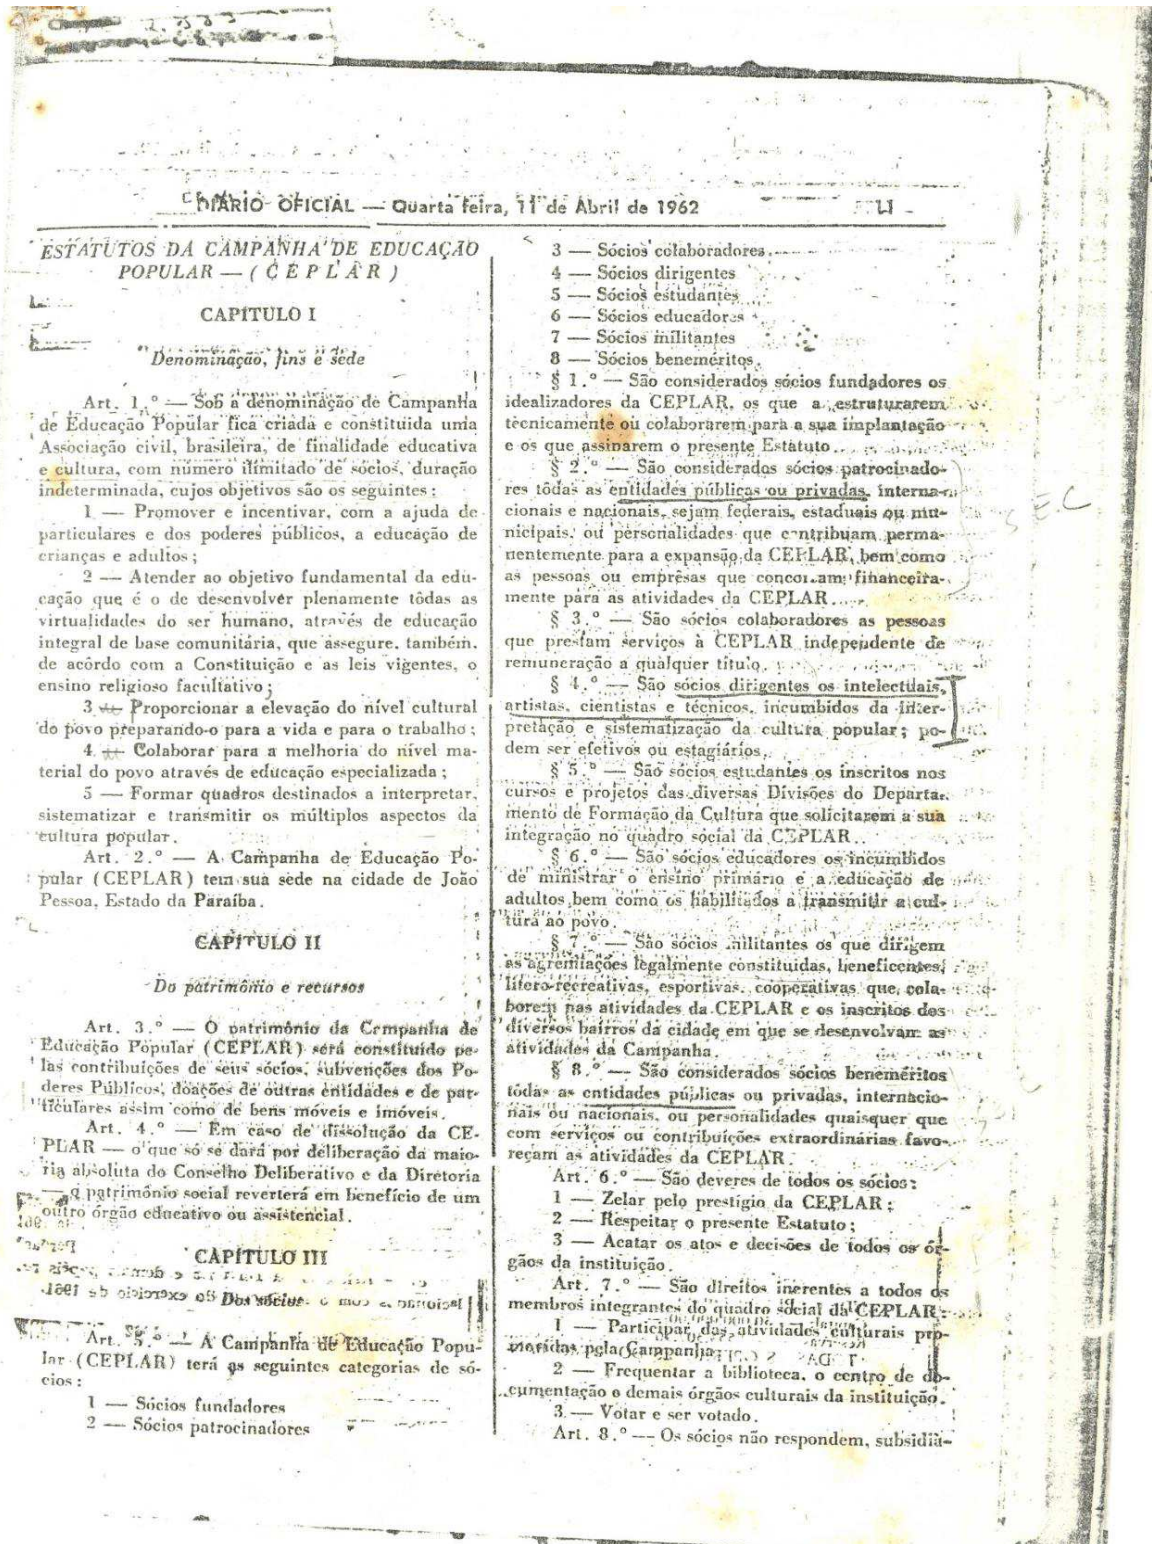 DIÁRIO OFICIAL — Quarta feira, 11 de Abril de 1962
ESTATUTOS DA CAMPANHA DE EDUCAÇÃO
POPULAR — ( C E P L A R )
CAPÍTULO I
Denominação, fins e sede
Art. 1.º — Sob a denominação de Campanha
de Educação Popular fica criada e constituida uma
Associação civil, brasileira, de finalidade educativa
e cultura, com número ilimitado de sócios, duração
indeterminada, cujos objetivos são os seguintes :
1 — Promover e incentivar, com a ajuda de
particulares e dos poderes públicos, a educação de
crianças e adultos ;
2 — Atender ao objetivo fundamental da edu-
cação que é o de desenvolver plenamente tôdas as
virtualidades do ser humano, através de educação
integral de base comunitária, que assegure, também,
de acôrdo com a Constituição e as leis vigentes, o
ensino religioso facultativo ;
3 — Proporcionar a elevação do nível cultural
do povo preparando-o para a vida e para o trabalho ;
4 — Colaborar para a melhoria do nível ma-
terial do povo através de educação especializada ;
5 — Formar quadros destinados a interpretar,
sistematizar e transmitir os múltiplos aspectos da
cultura popular.
Art. 2.º — A Campanha de Educação Po-
pular (CEPLAR) tem sua sede na cidade de João
Pessoa, Estado da Paraíba.
CAPÍTULO II
Do patrimônio e recursos
Art. 3.º — O patrimônio da Campanha de
Educação Popular (CEPLAR) será constituído pe-
las contribuições de seus sócios, subvenções dos Po-
deres Públicos, doações de outras entidades e de par-
ticulares assim como de bens móveis e imóveis.
Art. 4.º — Em caso de dissolução da CE-
PLAR — o que só se dará por deliberação da maio-
ria absoluta do Conselho Deliberativo e da Diretoria
— o patrimônio social reverterá em benefício de um
outro órgão educativo ou assistencial.
CAPÍTULO III
Dos sócios
Art. 5.º — A Campanha de Educação Popu-
lar (CEPLAR) terá as seguintes categorias de só-
cios :
1 — Sócios fundadores
2 — Sócios patrocinadores
3 — Sócios colaboradores
4 — Sócios dirigentes
5 — Sócios estudantes
6 — Sócios educadores
7 — Sócios militantes
8 — Sócios beneméritos.
§ 1.º — São considerados sócios fundadores os
idealizadores da CEPLAR, os que a estruturarem
técnicamente ou colaborarem para a sua implantação
e os que assinarem o presente Estatuto.
§ 2.º — São considerados sócios patrocinado-
res tôdas as entidades públicas ou privadas, interna-
cionais e nacionais, sejam federais, estaduais ou mu-
nicipais, ou personalidades que contribuam perma-
nentemente para a expansão da CEPLAR, bem como
as pessoas ou emprêsas que concorram financeira-
mente para as atividades da CEPLAR.
S E C
§ 3.º — São sócios colaboradores as pessoas
que prestam serviços à CEPLAR independente de
remuneração a qualquer título.
§ 4.º — São sócios dirigentes os intelectuais,
artistas, cientistas e técnicos, incumbidos da inter-
pretação e sistematização da cultura popular ; po-
dem ser efetivos ou estagiários.
§ 5.º — São sócios estudantes os inscritos nos
cursos e projetos das diversas Divisões do Departa-
mento de Formação da Cultura que solicitarem a sua
integração no quadro social da CEPLAR.
§ 6.º — São sócios educadores os incumbidos
de ministrar o ensino primário e a educação de
adultos bem como os habilitados a transmitir a cul-
tura ao povo.
§ 7.º — São sócios militantes os que dirigem
as agremiações legalmente constituidas, beneficentes,
lítero-recreativas, esportivas, cooperativas que cola-
borem nas atividades da CEPLAR e os inscritos dos
diversos bairros da cidade em que se desenvolvam as
atividades da Campanha.
§ 8.º — São considerados sócios beneméritos
tôdas as entidades públicas ou privadas, internacio-
nais ou nacionais, ou personalidades quaisquer que
com serviços ou contribuições extraordinárias favo-
reçam as atividades da CEPLAR.
Art. 6.º — São deveres de todos os sócios :
1 — Zelar pelo prestígio da CEPLAR ;
2 — Respeitar o presente Estatuto ;
3 — Acatar os atos e decisões de todos os ór-
gãos da instituição.
Art. 7.º — São direitos inerentes a todos os
membros integrantes do quadro social da CEPLAR :
1 — Participar das atividades culturais pro-
movidas pela Campanha
2 — Frequentar a biblioteca, o centro de do-
cumentação e demais órgãos culturais da instituição.
3 — Votar e ser votado.
Art. 8.º — Os sócios não respondem, subsidiá-